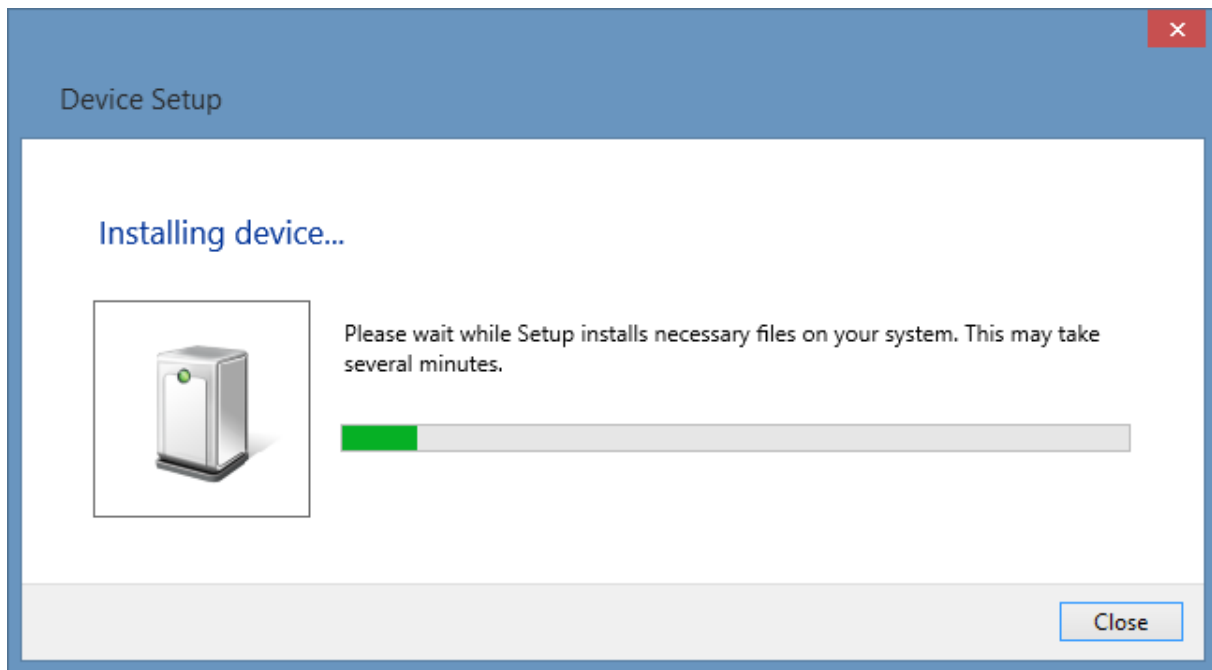 Device Setup
Installing device...
Please wait while Setup installs necessary files on your system. This may take
several minutes.
Close